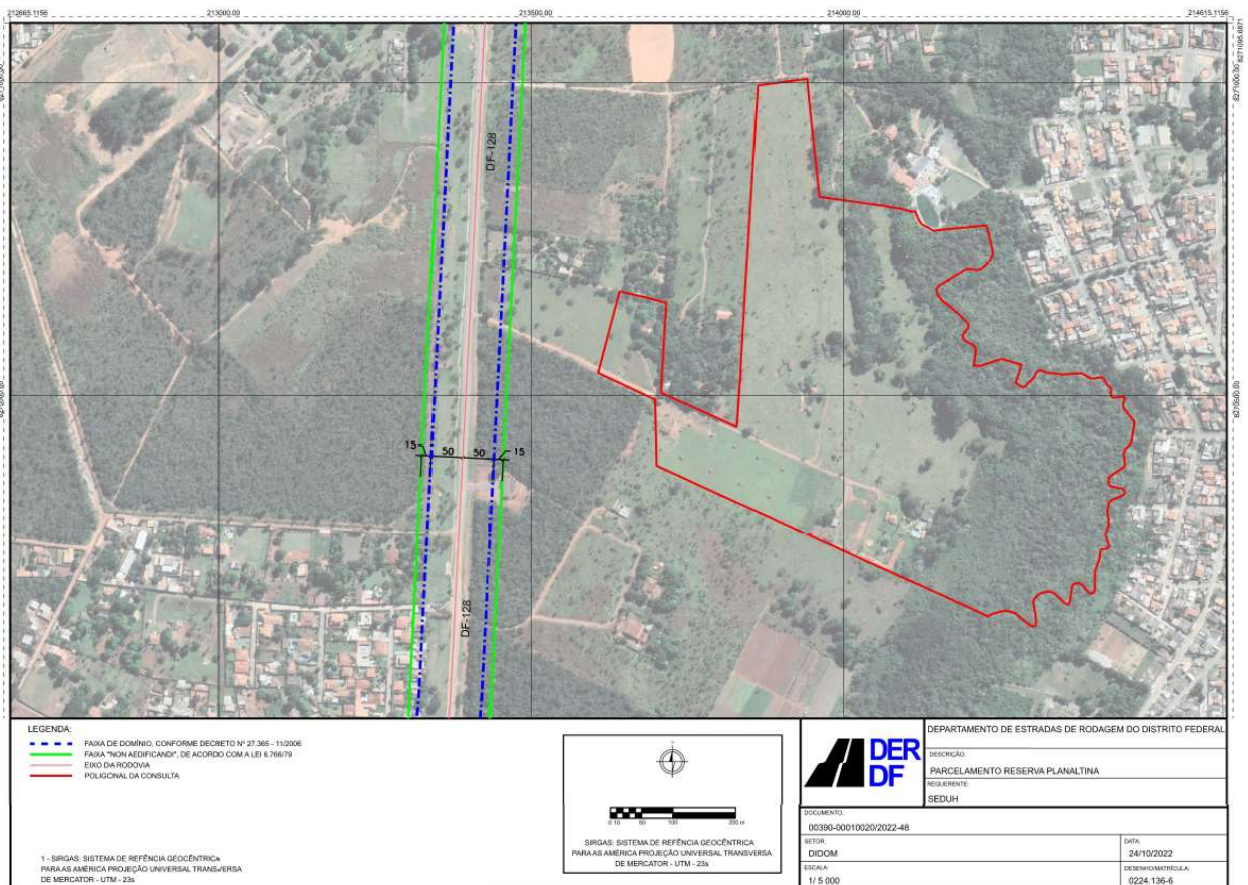 212665.1156
213000.00
213500.00
214000.00
214615.1156
8271095.6871
8271000.00
8271000.00
DF-128
8270500.00
8270500.00
15
50
50
15
DF-128
LEGENDA:
FAIXA DE DOMÍNIO, CONFORME DECRETO Nº 27.365 - 11/2006
FAIXA "NON AEDIFICANDI", DE ACORDO COM A LEI 6.766/79
EIXO DA RODOVIA
POLIGONAL DA CONSULTA
1 - SIRGAS: SISTEMA DE REFÊNCIA GEOCÊNTRICA
PARA AS AMÉRICA PROJEÇÃO UNIVERSAL TRANSVERSA
DE MERCATOR - UTM - 23s
0 10 50 100 200 m
SIRGAS: SISTEMA DE REFÊNCIA GEOCÊNTRICA
PARA AS AMÉRICA PROJEÇÃO UNIVERSAL TRANSVERSA
DE MERCATOR - UTM - 23s
DER
DF
DEPARTAMENTO DE ESTRADAS DE RODAGEM DO DISTRITO FEDERAL
DESCRIÇÃO:
PARCELAMENTO RESERVA PLANALTINA
REQUERENTE:
SEDUH
DOCUMENTO:
00390-00010020/2022-48
SETOR:
DIDOM
DATA:
24/10/2022
ESCALA:
1/ 5 000
DESENHO/MATRÍCULA:
0224.136-6